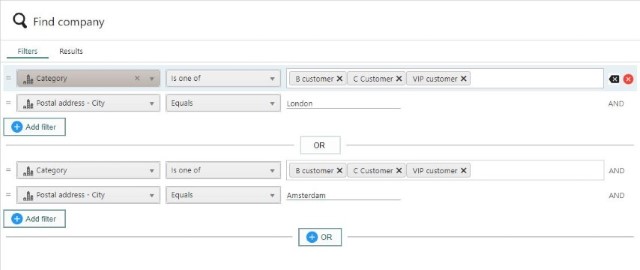 Find company
Filters Results
= Category × Is one of B customer × C Customer × VIP customer ×
= Postal address - City Equals London AND
+ Add filter
OR
= Category Is one of B customer × C Customer × VIP customer × AND
= Postal address - City Equals Amsterdam AND
+ Add filter
+ OR